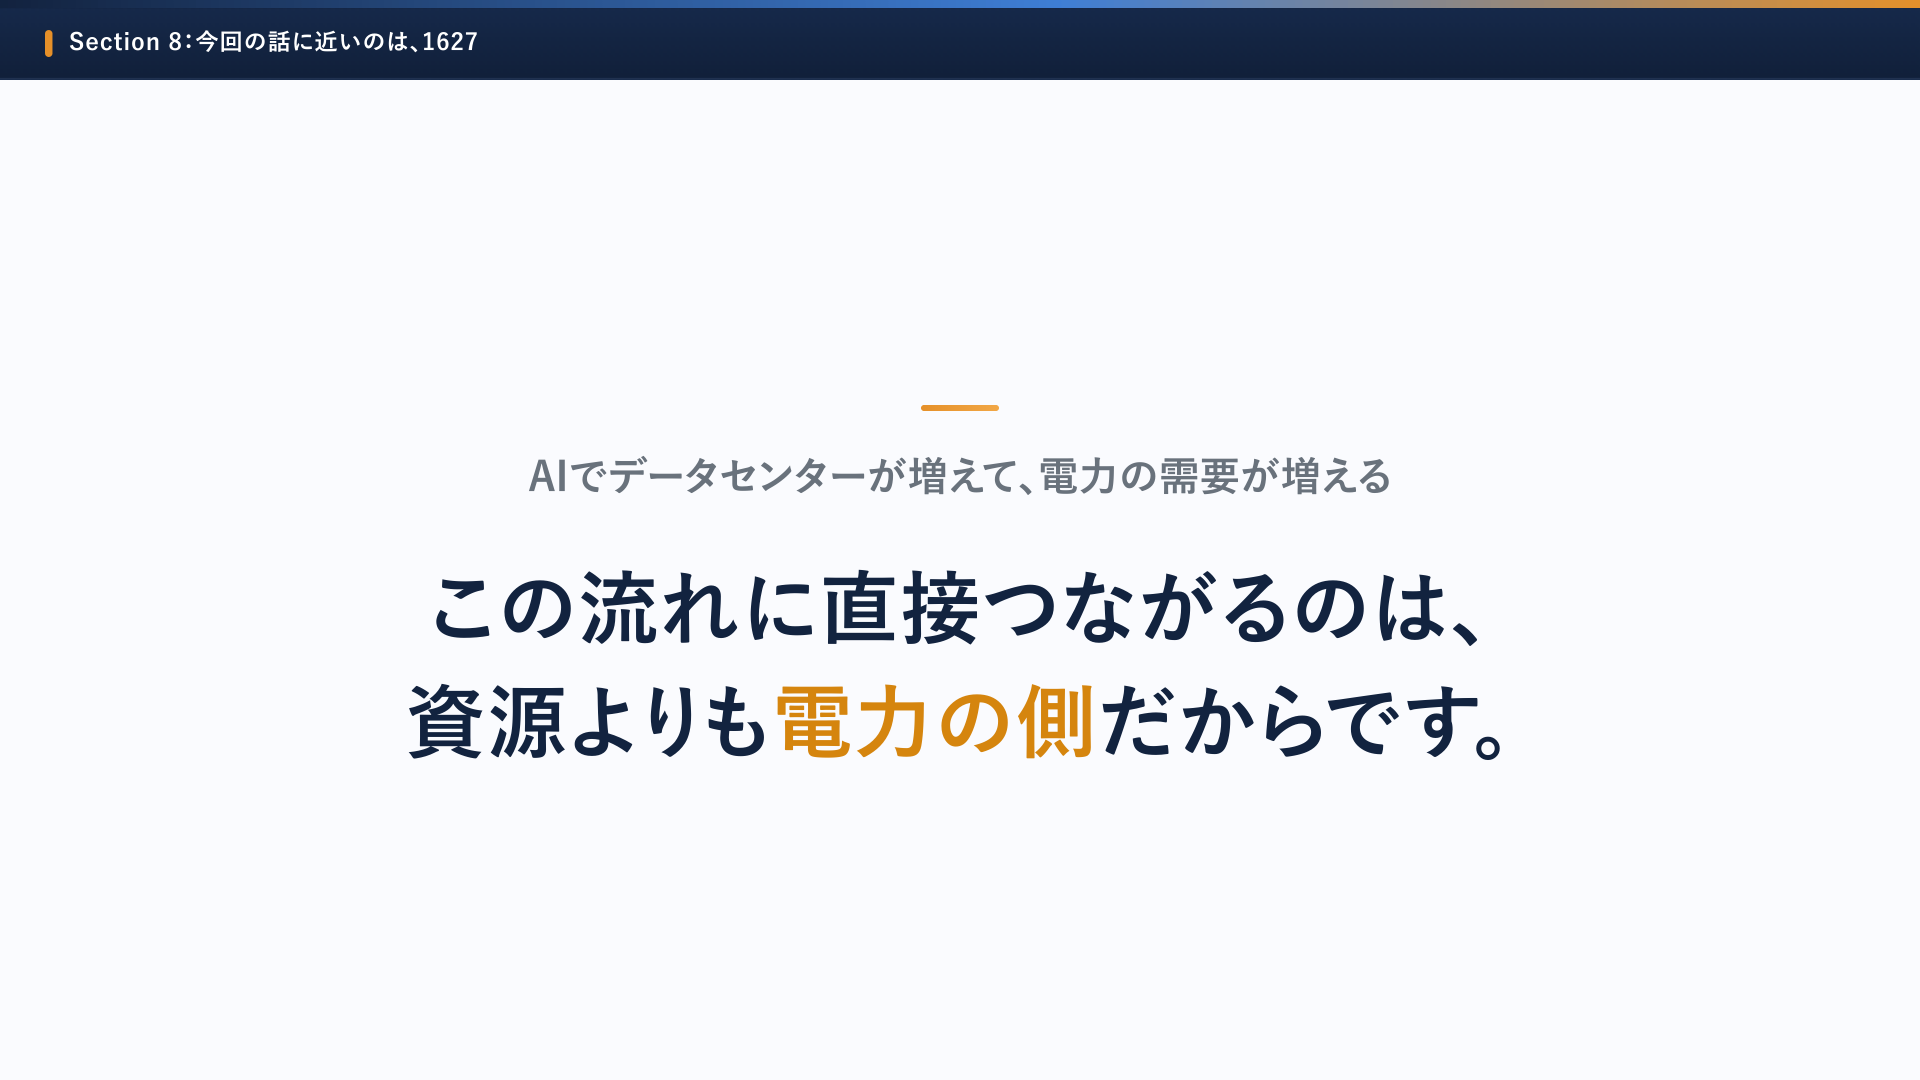 Section 8：今回の話に近いのは、1627
AIでデータセンターが増えて、電力の需要が増える
この流れに直接つながるのは、
資源よりも電力の側だからです。